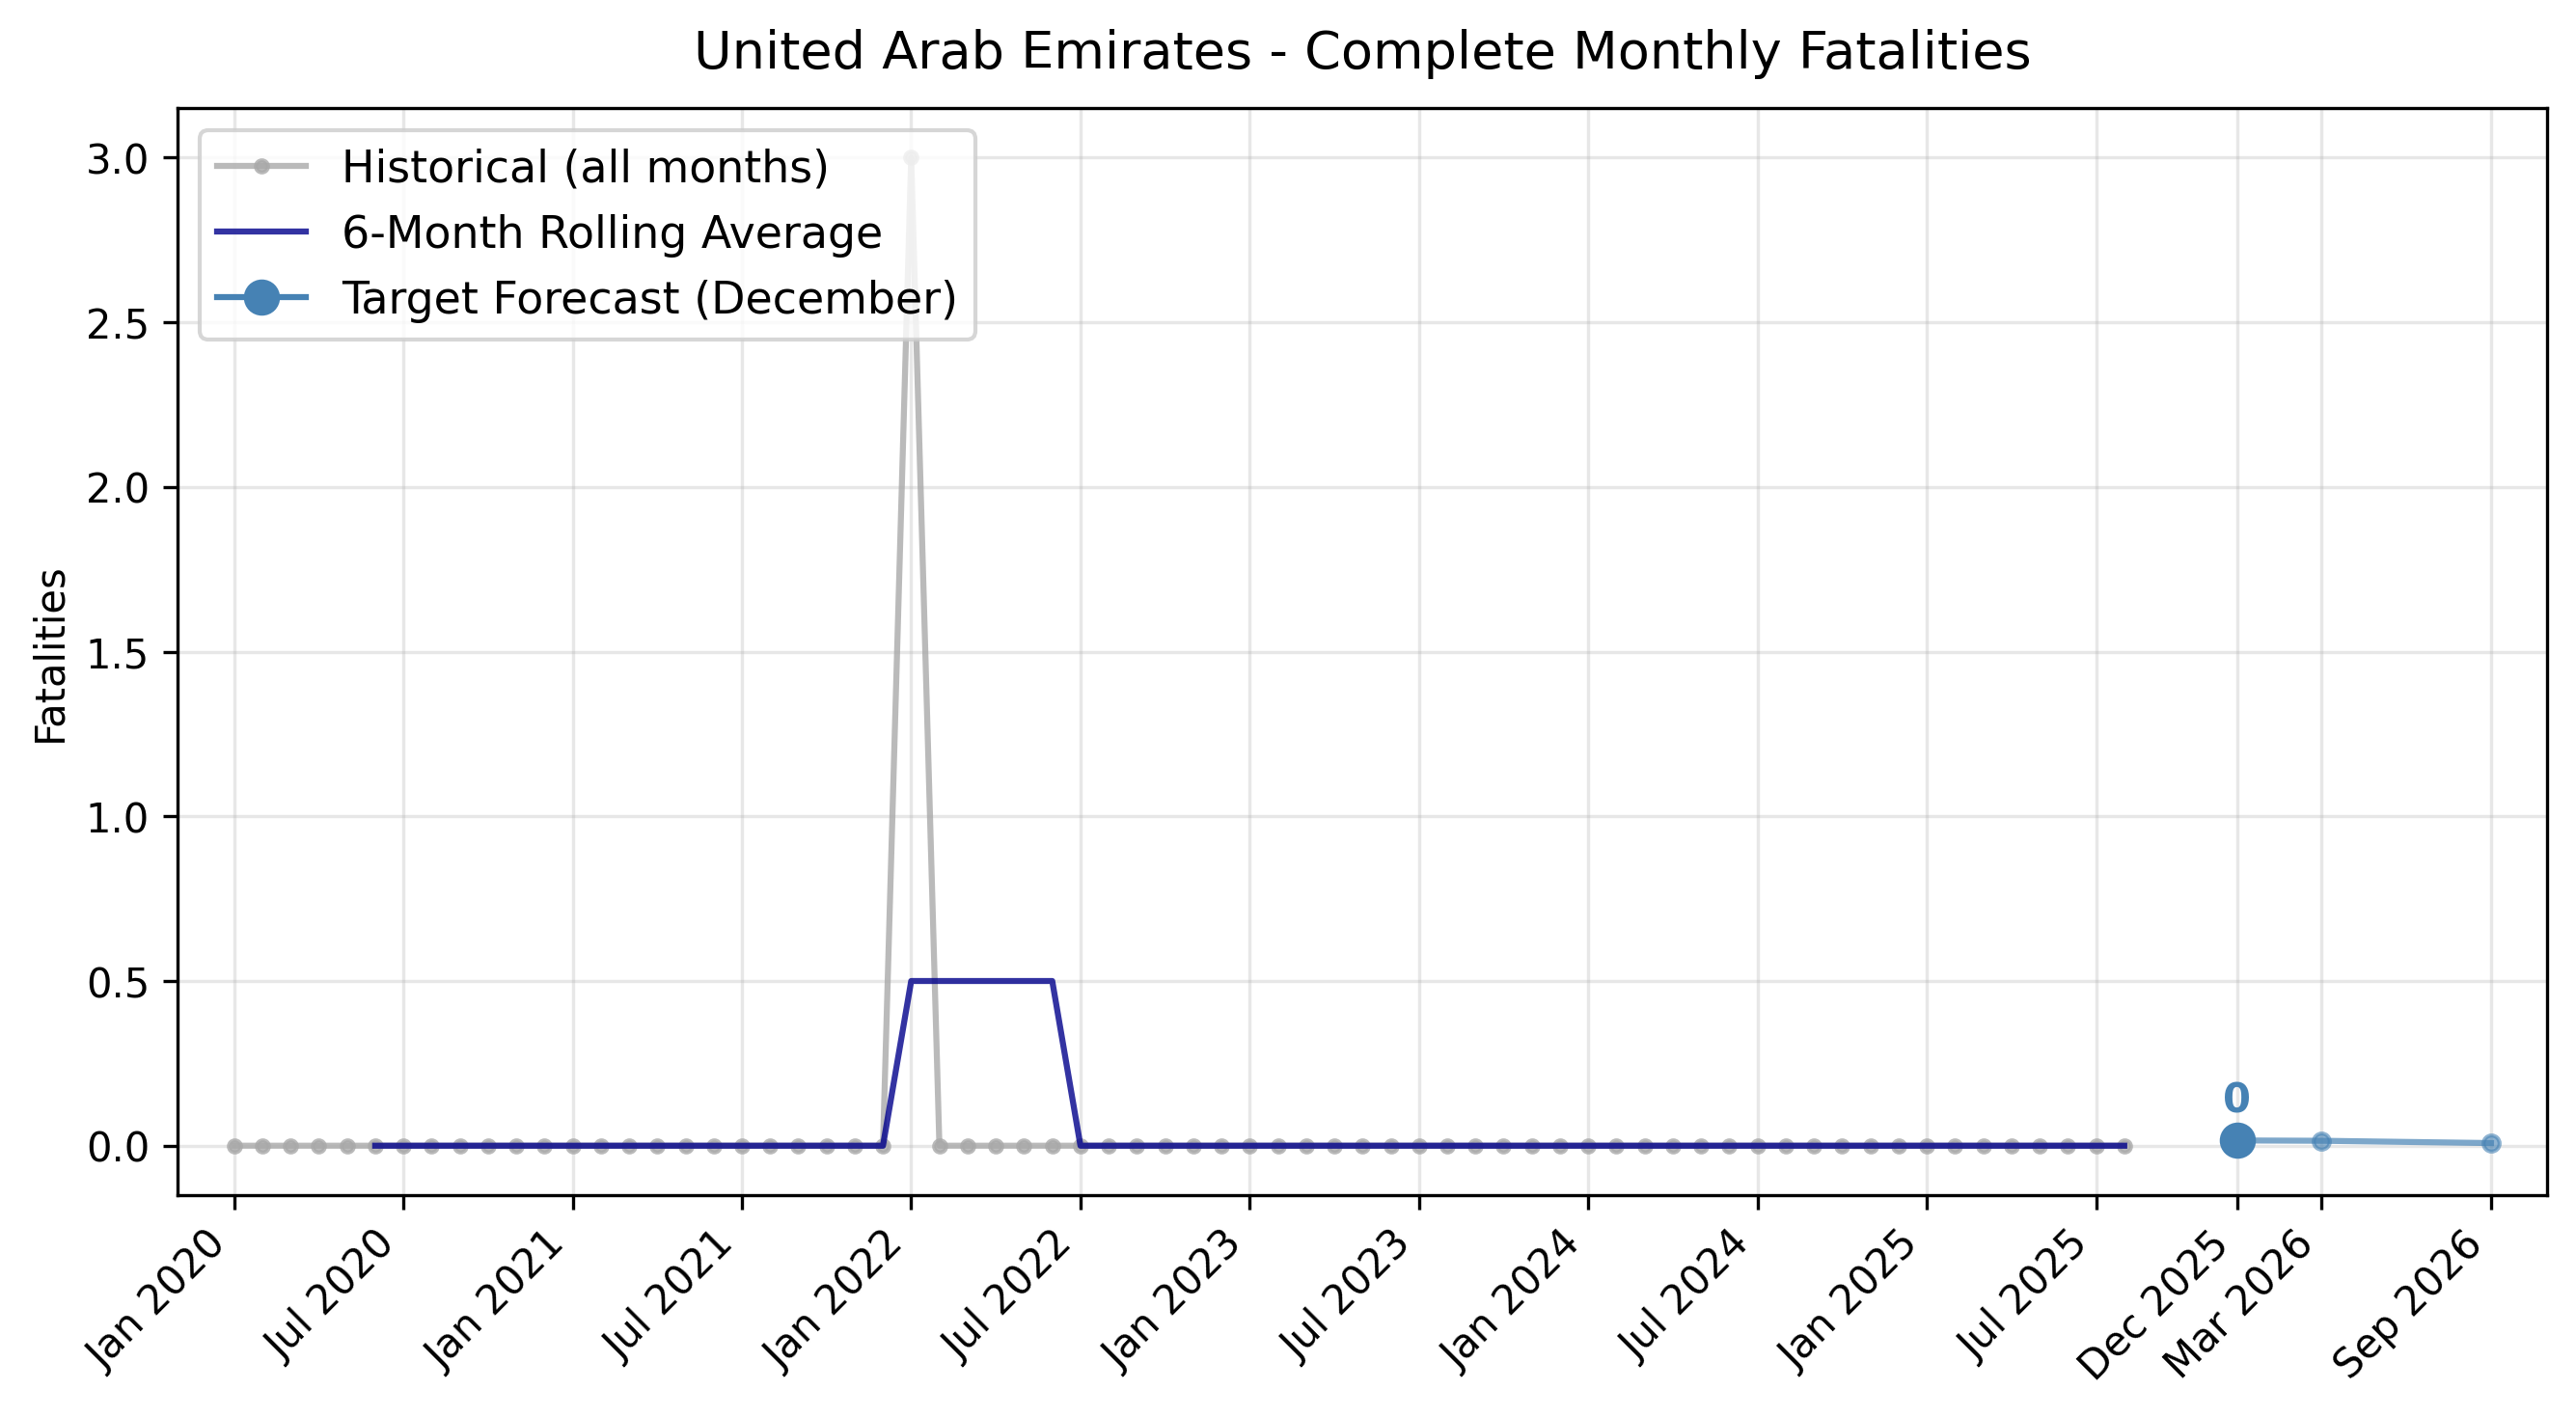 United Arab Emirates - Complete Monthly Fatalities
Historical (all months)
6-Month Rolling Average
Target Forecast (December)
Fatalities
3.0
2.5
2.0
1.5
1.0
0.5
0.0
0
Jan 2020
Jul 2020
Jan 2021
Jul 2021
Jan 2022
Jul 2022
Jan 2023
Jul 2023
Jan 2024
Jul 2024
Jan 2025
Jul 2025
Dec 2025
Mar 2026
Sep 2026